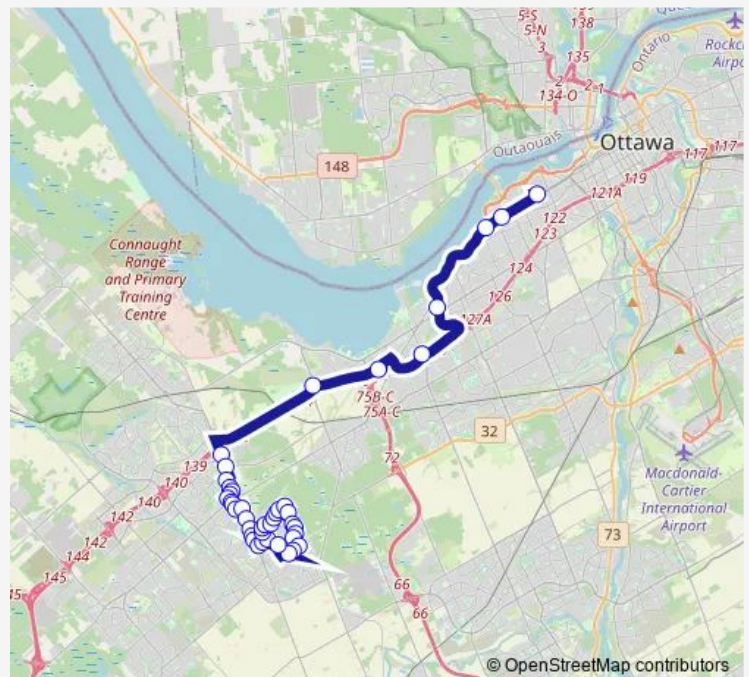 5-S
5-N
3
138
135
2
2-1
134-O
Ontario
Airport
148
Outaouais
Ottawa
117
117
119
121A
122
123
124
126
127A
Connaught
Range
and Primary
Training
Centre
75B-C
75A-C
32
72
139
140
140
142
142
144
145
Macdonald-
Cartier
International
Airport
73
66
66
© OpenStreetMap contributors